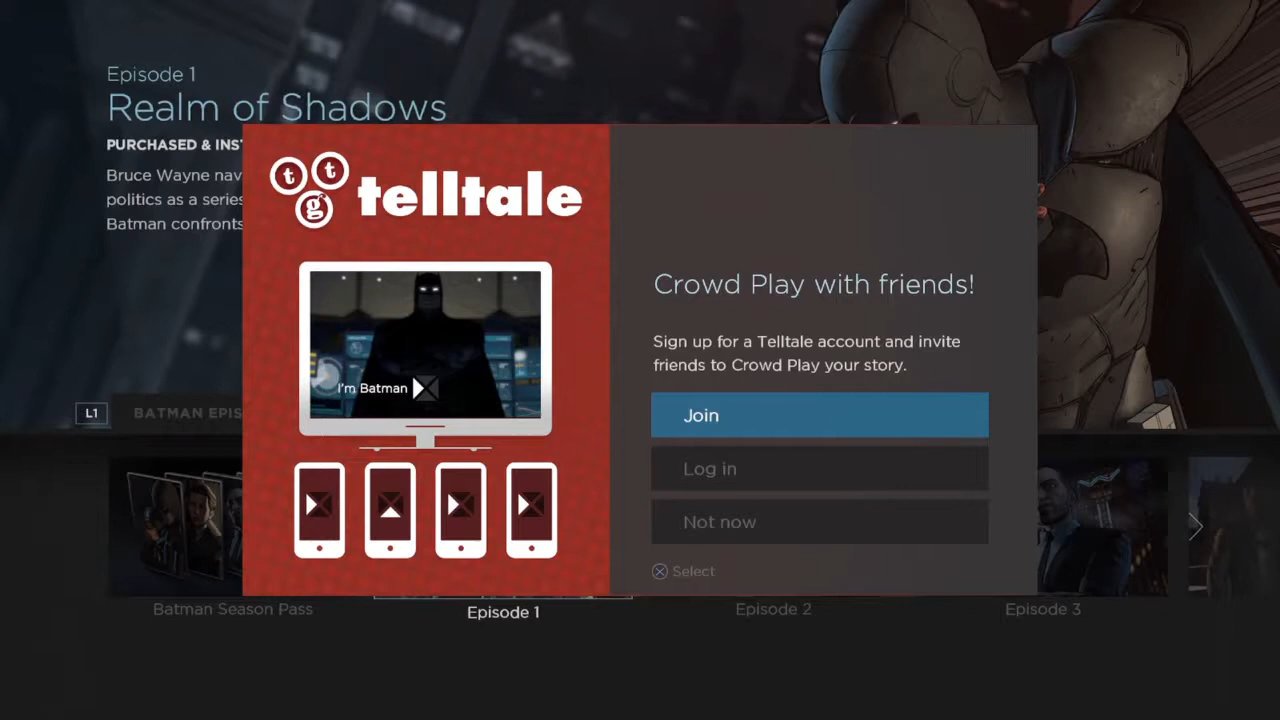 Episode 1
Realm of Shadows
PURCHASED & INS
Bruce Wayne nav
politics as a series
Batman confronts
ttg telltale
I'm Batman
Crowd Play with friends!
Sign up for a Telltale account and invite
friends to Crowd Play your story.
Join
Log in
Not now
Select
L1 BATMAN EPIS
Batman Season Pass
Episode 1
Episode 2
Episode 3